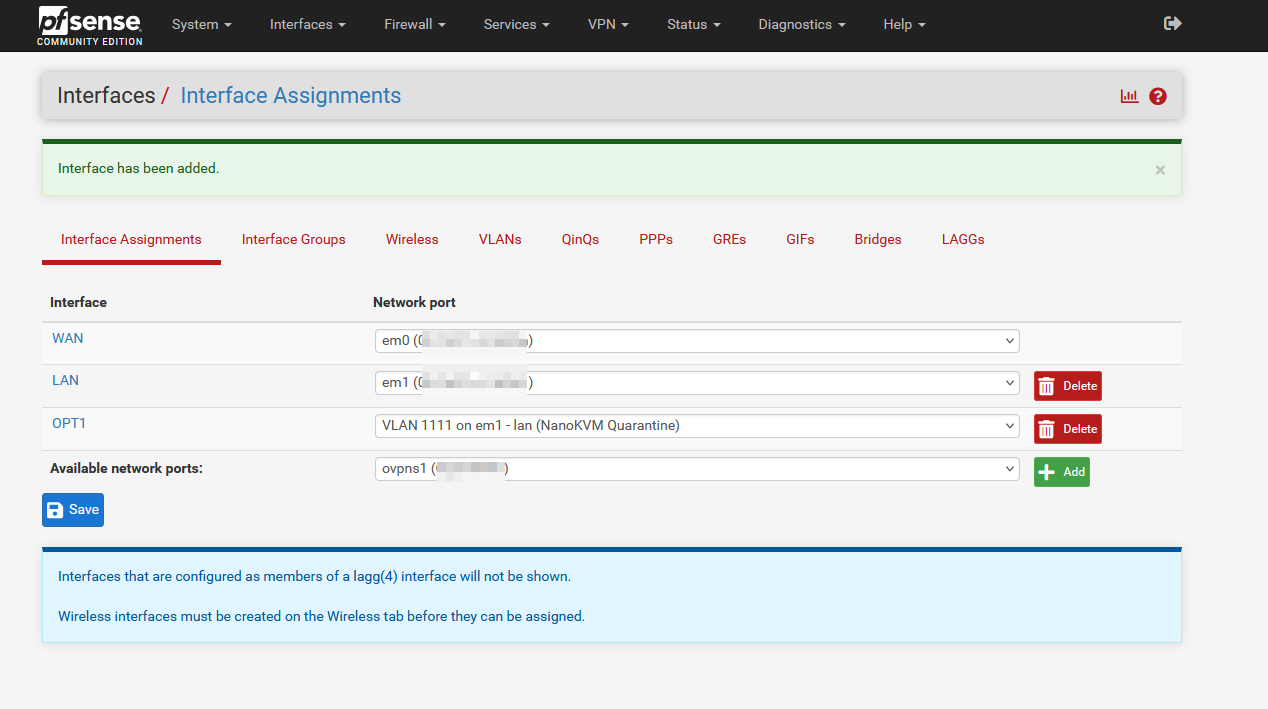 pfsense
COMMUNITY EDITION
System Interfaces Firewall Services VPN Status Diagnostics Help
Interfaces / Interface Assignments
Interface has been added.
×
Interface Assignments Interface Groups Wireless VLANs QinQs PPPs GREs GIFs Bridges LAGGs
Interface Network port
WAN em0 ( )
LAN em1 ( ) Delete
OPT1 VLAN 1111 on em1 - lan (NanoKVM Quarantine) Delete
Available network ports: ovpns1 ( ) Add
Save
Interfaces that are configured as members of a lagg(4) interface will not be shown.
Wireless interfaces must be created on the Wireless tab before they can be assigned.